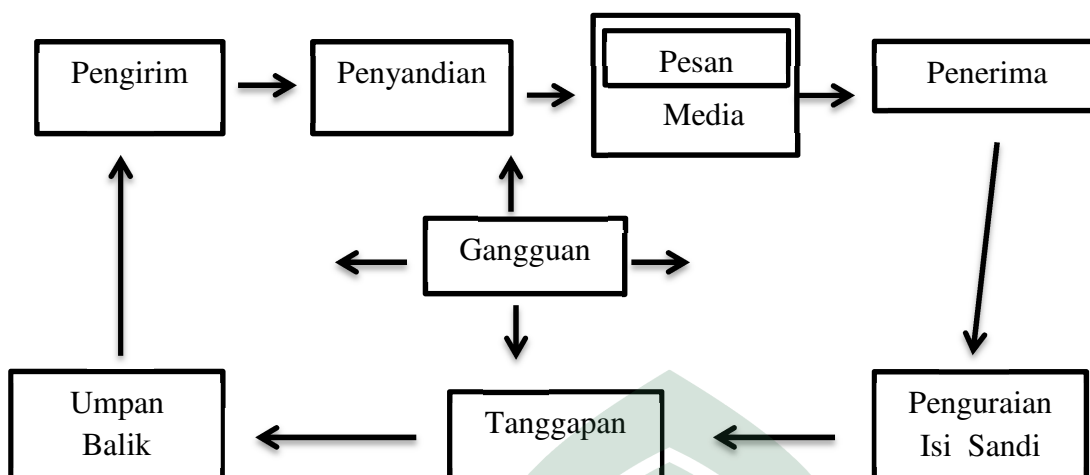 Pengirim
Penyandian
Pesan
Media
Penerima
Gangguan
Umpan
Balik
Tanggapan
Penguraian
Isi Sandi